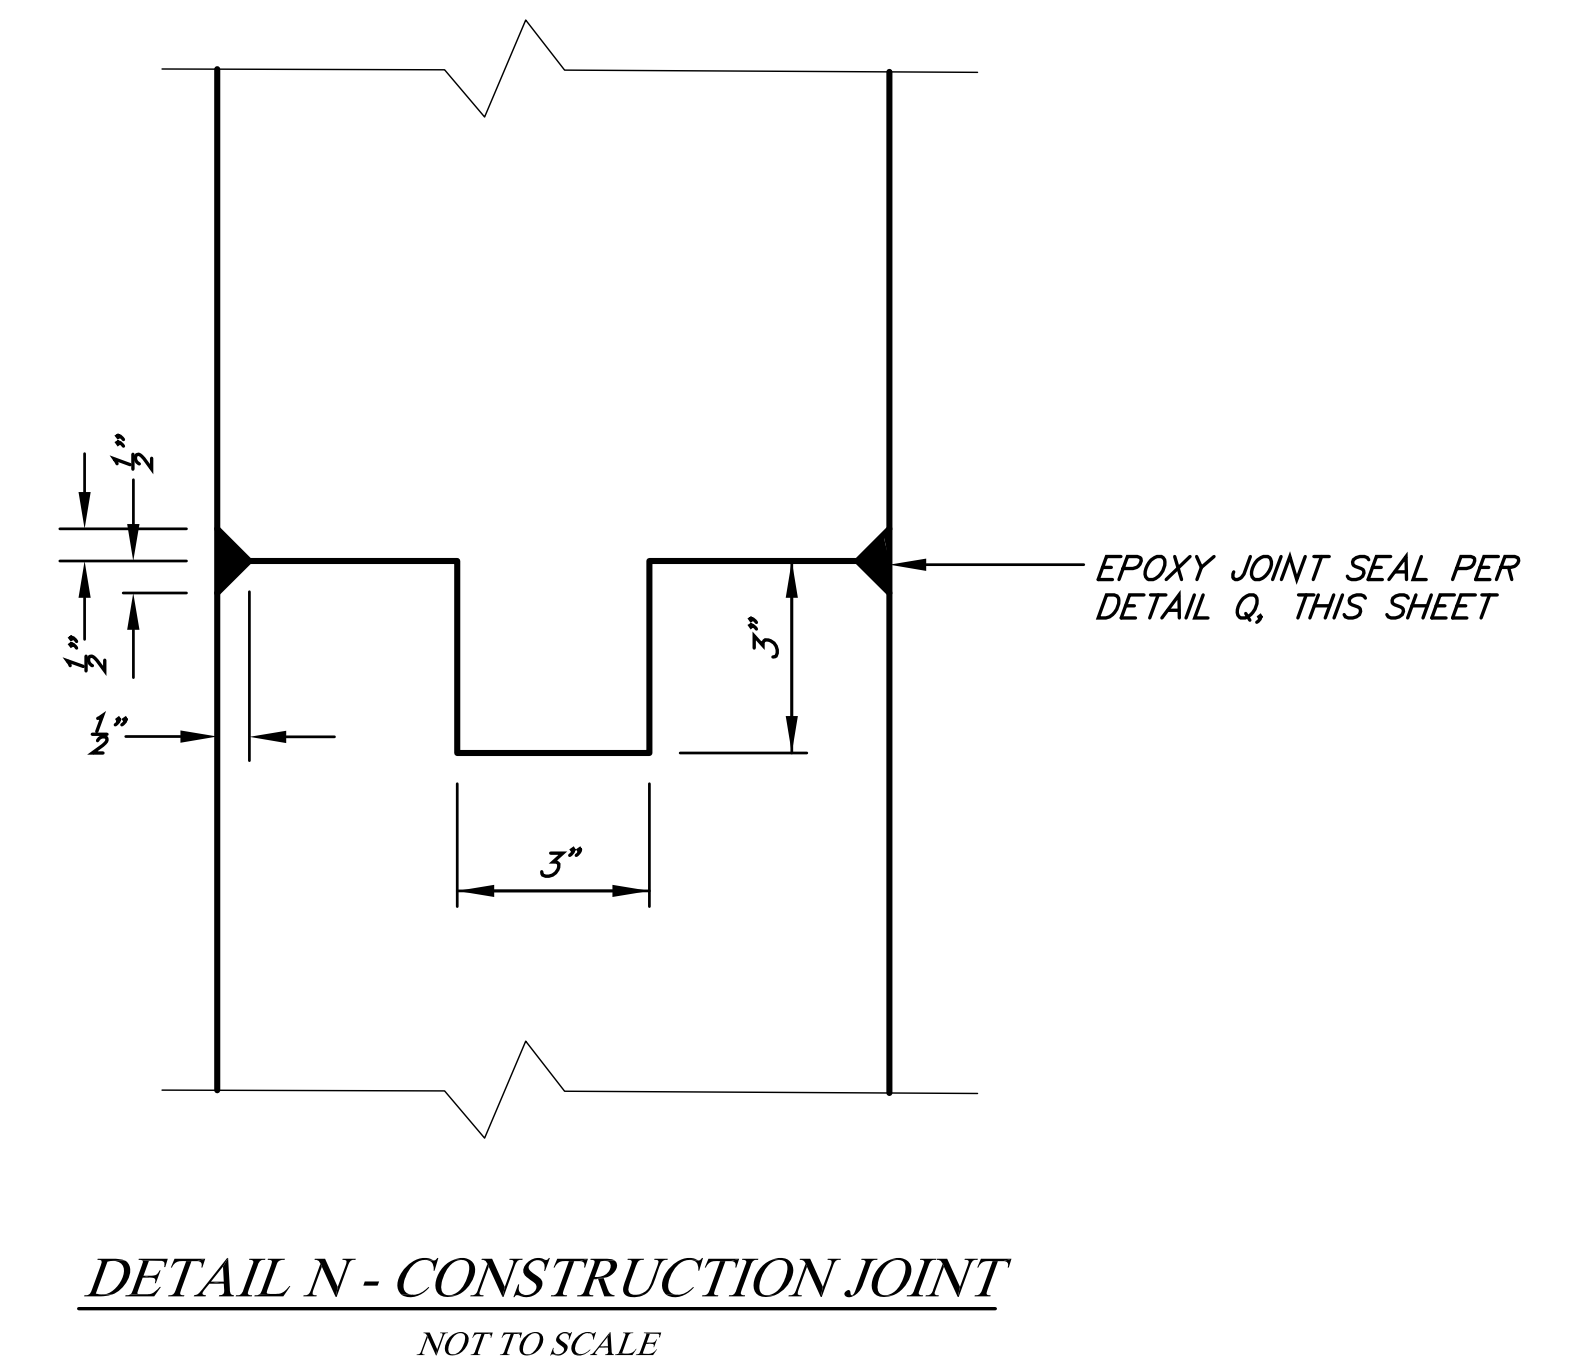 1/2"
EPOXY JOINT SEAL PER
DETAIL Q, THIS SHEET
3"
1/2"
1/2"
3"
DETAIL N - CONSTRUCTION JOINT
NOT TO SCALE